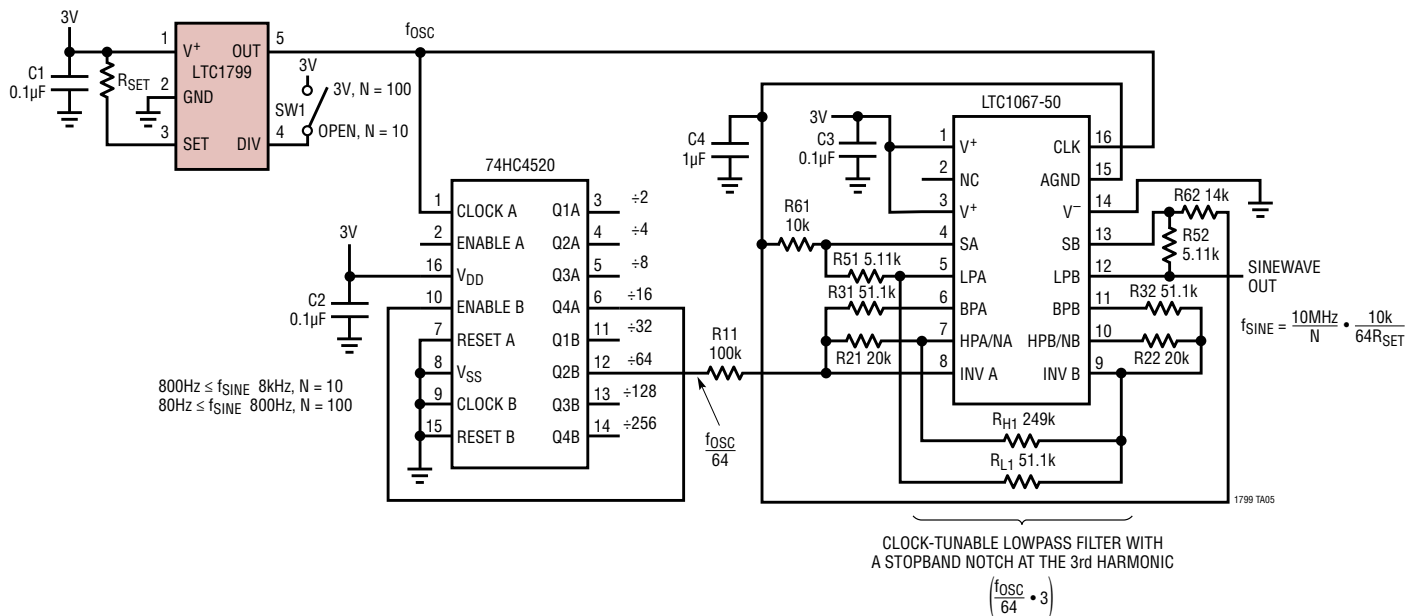 3V
C1
0.1µF
RSET
1
V+
OUT
5
LTC1799
2
GND
3
SET
DIV
4
3V
SW1
3V, N = 100
OPEN, N = 10
fOSC
74HC4520
1
CLOCK A
Q1A
3
÷2
2
ENABLE A
Q2A
4
÷4
Q3A
5
÷8
3V
16
VDD
C2
0.1µF
10
ENABLE B
Q4A
6
÷16
7
RESET A
Q1B
11
÷32
8
VSS
Q2B
12
÷64
9
CLOCK B
Q3B
13
÷128
15
RESET B
Q4B
14
÷256
800Hz ≤ fSINE 8kHz, N = 10
80Hz ≤ fSINE 800Hz, N = 100
R11
100k
fOSC
64
C4
1µF
3V
C3
0.1µF
LTC1067-50
1
V+
CLK
16
2
NC
AGND
15
3
V+
V−
14
4
SA
SB
13
5
LPA
LPB
12
6
BPA
BPB
11
7
HPA/NA
HPB/NB
10
8
INV A
INV B
9
R61
10k
R51 5.11k
R31 51.1k
R21 20k
R62 14k
R52
5.11k
R32 51.1k
R22 20k
RH1 249k
RL1 51.1k
SINEWAVE
OUT
fSINE = 10MHz/N • 10k/64RSET
1799 TA05
CLOCK-TUNABLE LOWPASS FILTER WITH
A STOPBAND NOTCH AT THE 3rd HARMONIC
(fOSC/64 • 3)